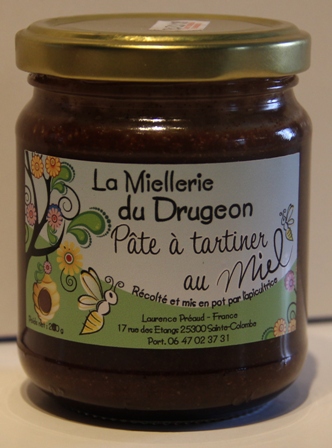 La Miellerie
du Drugeon
Pâte à tartiner
au Miel
Récolté et mis en pot par l'apicultrice
Laurence Préaud - France
17 rue des Etangs 25300 Sainte-Colombe
Port. 06 47 02 37 31